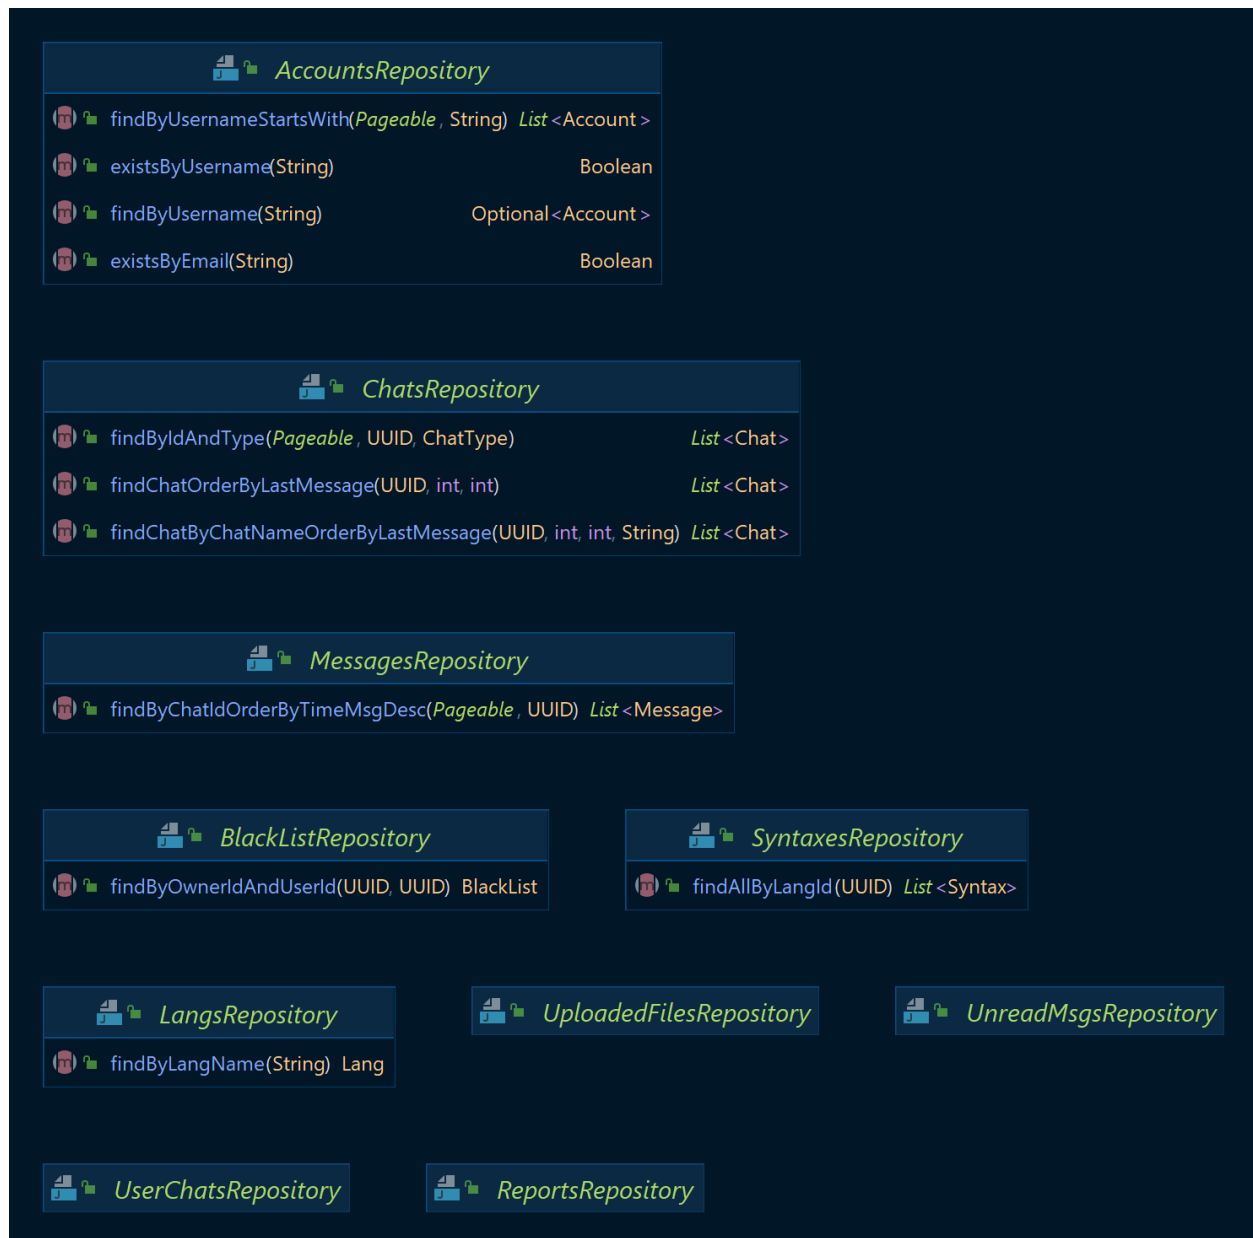 AccountsRepository
findByUsernameStartsWith(Pageable, String) List<Account>
existsByUsername(String) Boolean
findByUsername(String) Optional<Account>
existsByEmail(String) Boolean
ChatsRepository
findByIdAndType(Pageable, UUID, ChatType) List<Chat>
findChatOrderByLastMessage(UUID, int, int) List<Chat>
findChatByChatNameOrderByLastMessage(UUID, int, int, String) List<Chat>
MessagesRepository
findByChatIdOrderByTimeMsgDesc(Pageable, UUID) List<Message>
BlackListRepository
findByOwnerIdAndUserId(UUID, UUID) BlackList
SyntaxesRepository
findAllByLangId(UUID) List<Syntax>
LangsRepository
findByLangName(String) Lang
UploadedFilesRepository
UnreadMsgsRepository
UserChatsRepository
ReportsRepository